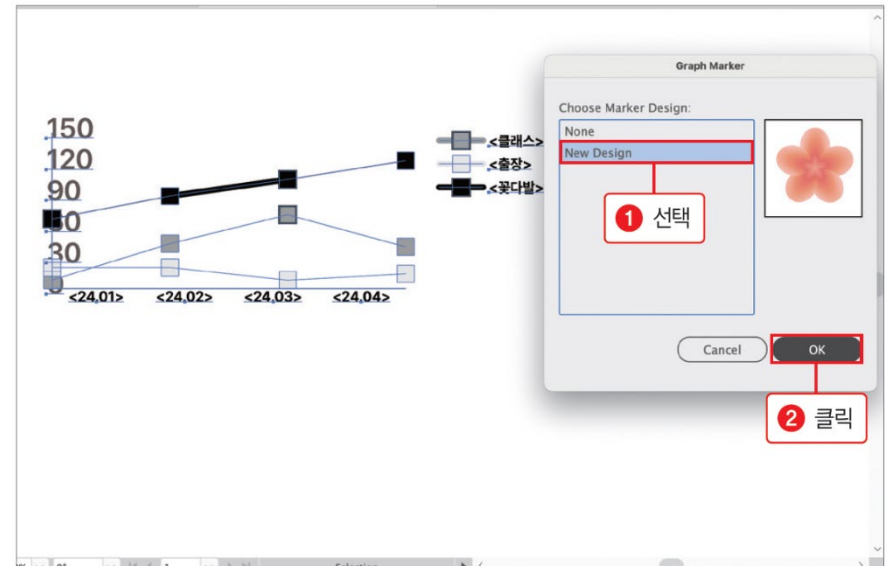 Graph Marker
Choose Marker Design:
None
New Design
1 선택
Cancel
OK
2 클릭
150
120
90
60
30
0
<클래스>
<출장>
<꽃다발>
<24,01>
<24,02>
<24,03>
<24,04>
Selection